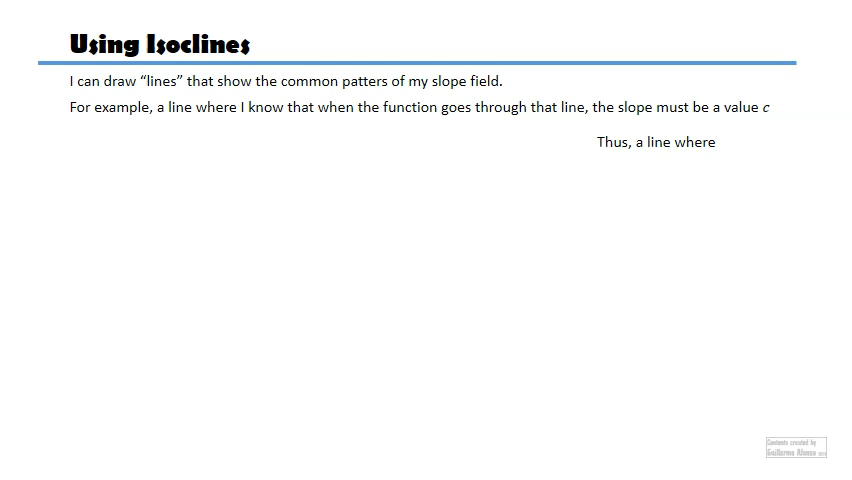 Using Isoclines
I can draw “lines” that show the common patters of my slope field.
For example, a line where I know that when the function goes through that line, the slope must be a value c
Thus, a line where
Contents created by
Guillermo Alonso